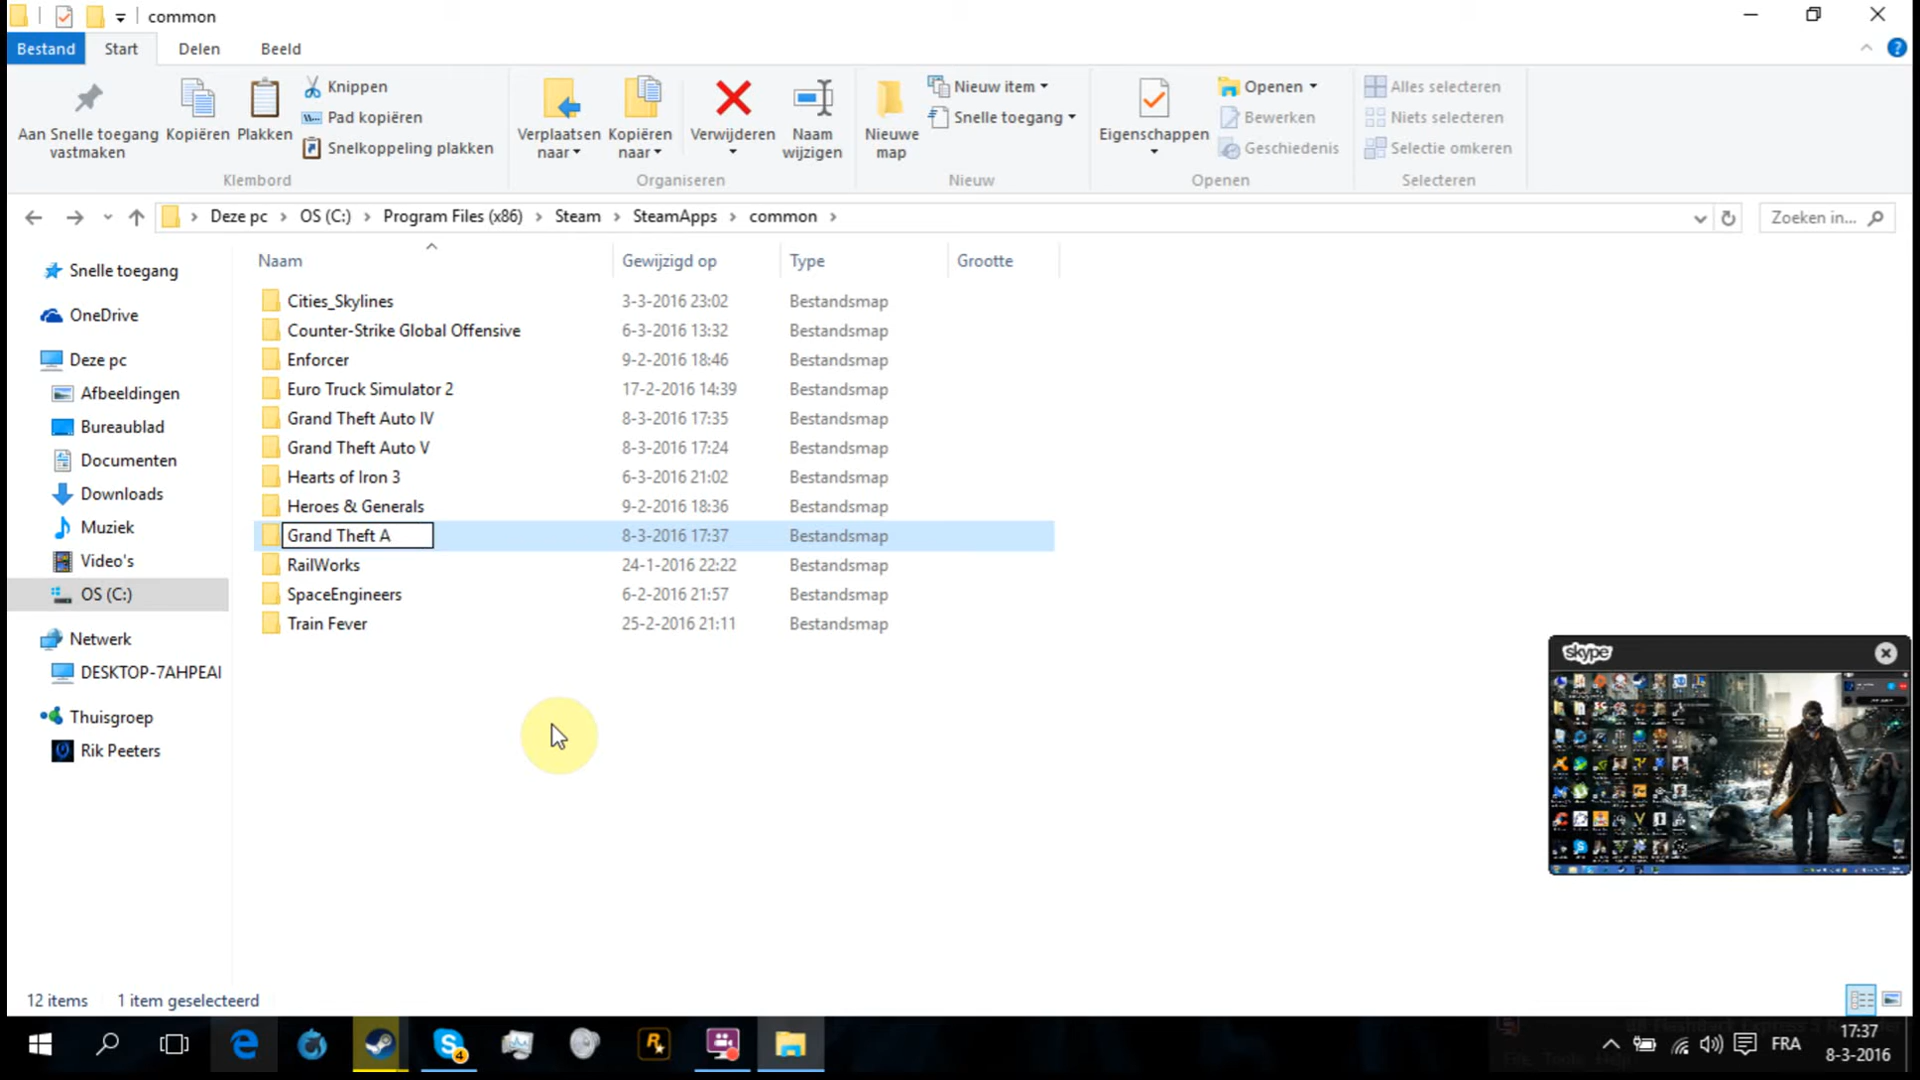 common
Bestand Start Delen Beeld
Aan Snelle toegang vastmaken
Kopiëren
Plakken
Knippen
Pad kopiëren
Snelkoppeling plakken
Klembord
Verplaatsen naar
Kopiëren naar
Verwijderen
Naam wijzigen
Organiseren
Nieuwe map
Nieuw item
Snelle toegang
Nieuw
Eigenschappen
Openen
Bewerken
Geschiedenis
Openen
Alles selecteren
Niets selecteren
Selectie omkeren
Selecteren
Deze pc OS (C:) Program Files (x86) Steam SteamApps common
Zoeken in...
Snelle toegang
OneDrive
Deze pc
Afbeeldingen
Bureaublad
Documenten
Downloads
Muziek
Video's
OS (C:)
Netwerk
DESKTOP-7AHPEAI
Thuisgroep
Rik Peeters
Naam Gewijzigd op Type Grootte
Cities_Skylines 3-3-2016 23:02 Bestandsmap
Counter-Strike Global Offensive 6-3-2016 13:32 Bestandsmap
Enforcer 9-2-2016 18:46 Bestandsmap
Euro Truck Simulator 2 17-2-2016 14:39 Bestandsmap
Grand Theft Auto IV 8-3-2016 17:35 Bestandsmap
Grand Theft Auto V 8-3-2016 17:24 Bestandsmap
Hearts of Iron 3 6-3-2016 21:02 Bestandsmap
Heroes & Generals 9-2-2016 18:36 Bestandsmap
Grand Theft A 8-3-2016 17:37 Bestandsmap
RailWorks 24-1-2016 22:22 Bestandsmap
SpaceEngineers 6-2-2016 21:57 Bestandsmap
Train Fever 25-2-2016 21:11 Bestandsmap
skype
12 items 1 item geselecteerd
4
FRA
17:37
8-3-2016